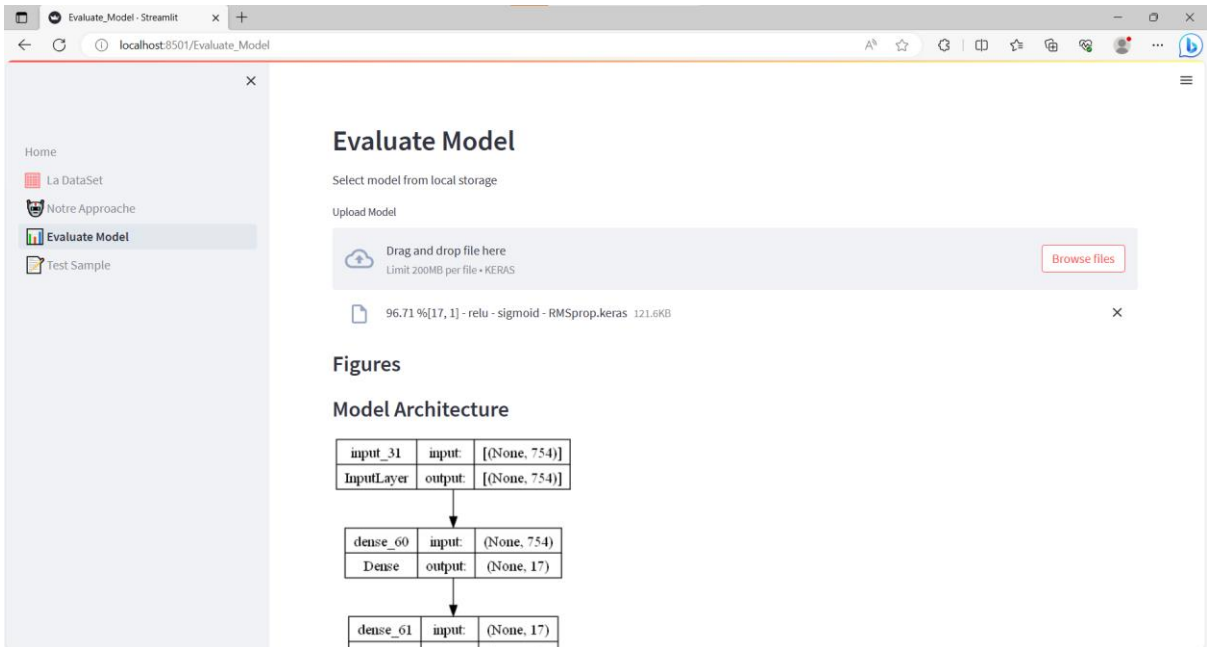 Evaluate_Model - Streamlit
localhost:8501/Evaluate_Model
Home
La DataSet
Notre Approache
Evaluate Model
Test Sample
Evaluate Model
Select model from local storage
Upload Model
Drag and drop file here
Limit 200MB per file • KERAS
Browse files
96.71 %[17, 1] - relu - sigmoid - RMSprop.keras 121.6KB
Figures
Model Architecture
input_31 input: [(None, 754)]
InputLayer output: [(None, 754)]
dense_60 input: (None, 754)
Dense output: (None, 17)
dense_61 input: (None, 17)